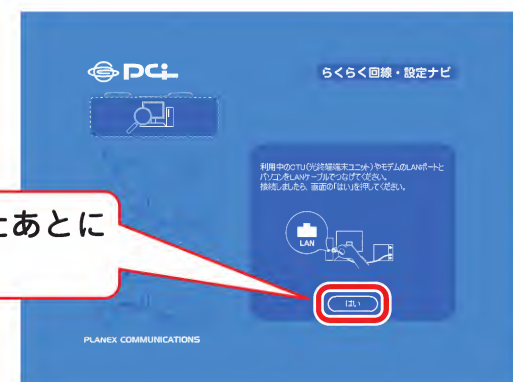 PCi
らくらく回線・設定ナビ
利用中のCTU(光終端端末ユニット)やモデムのLANポートと
パソコンをLANケーブルでつなげてください。
接続しましたら、画面の「はい」を押してください。
LAN
たあとに
はい
PLANEX COMMUNICATIONS